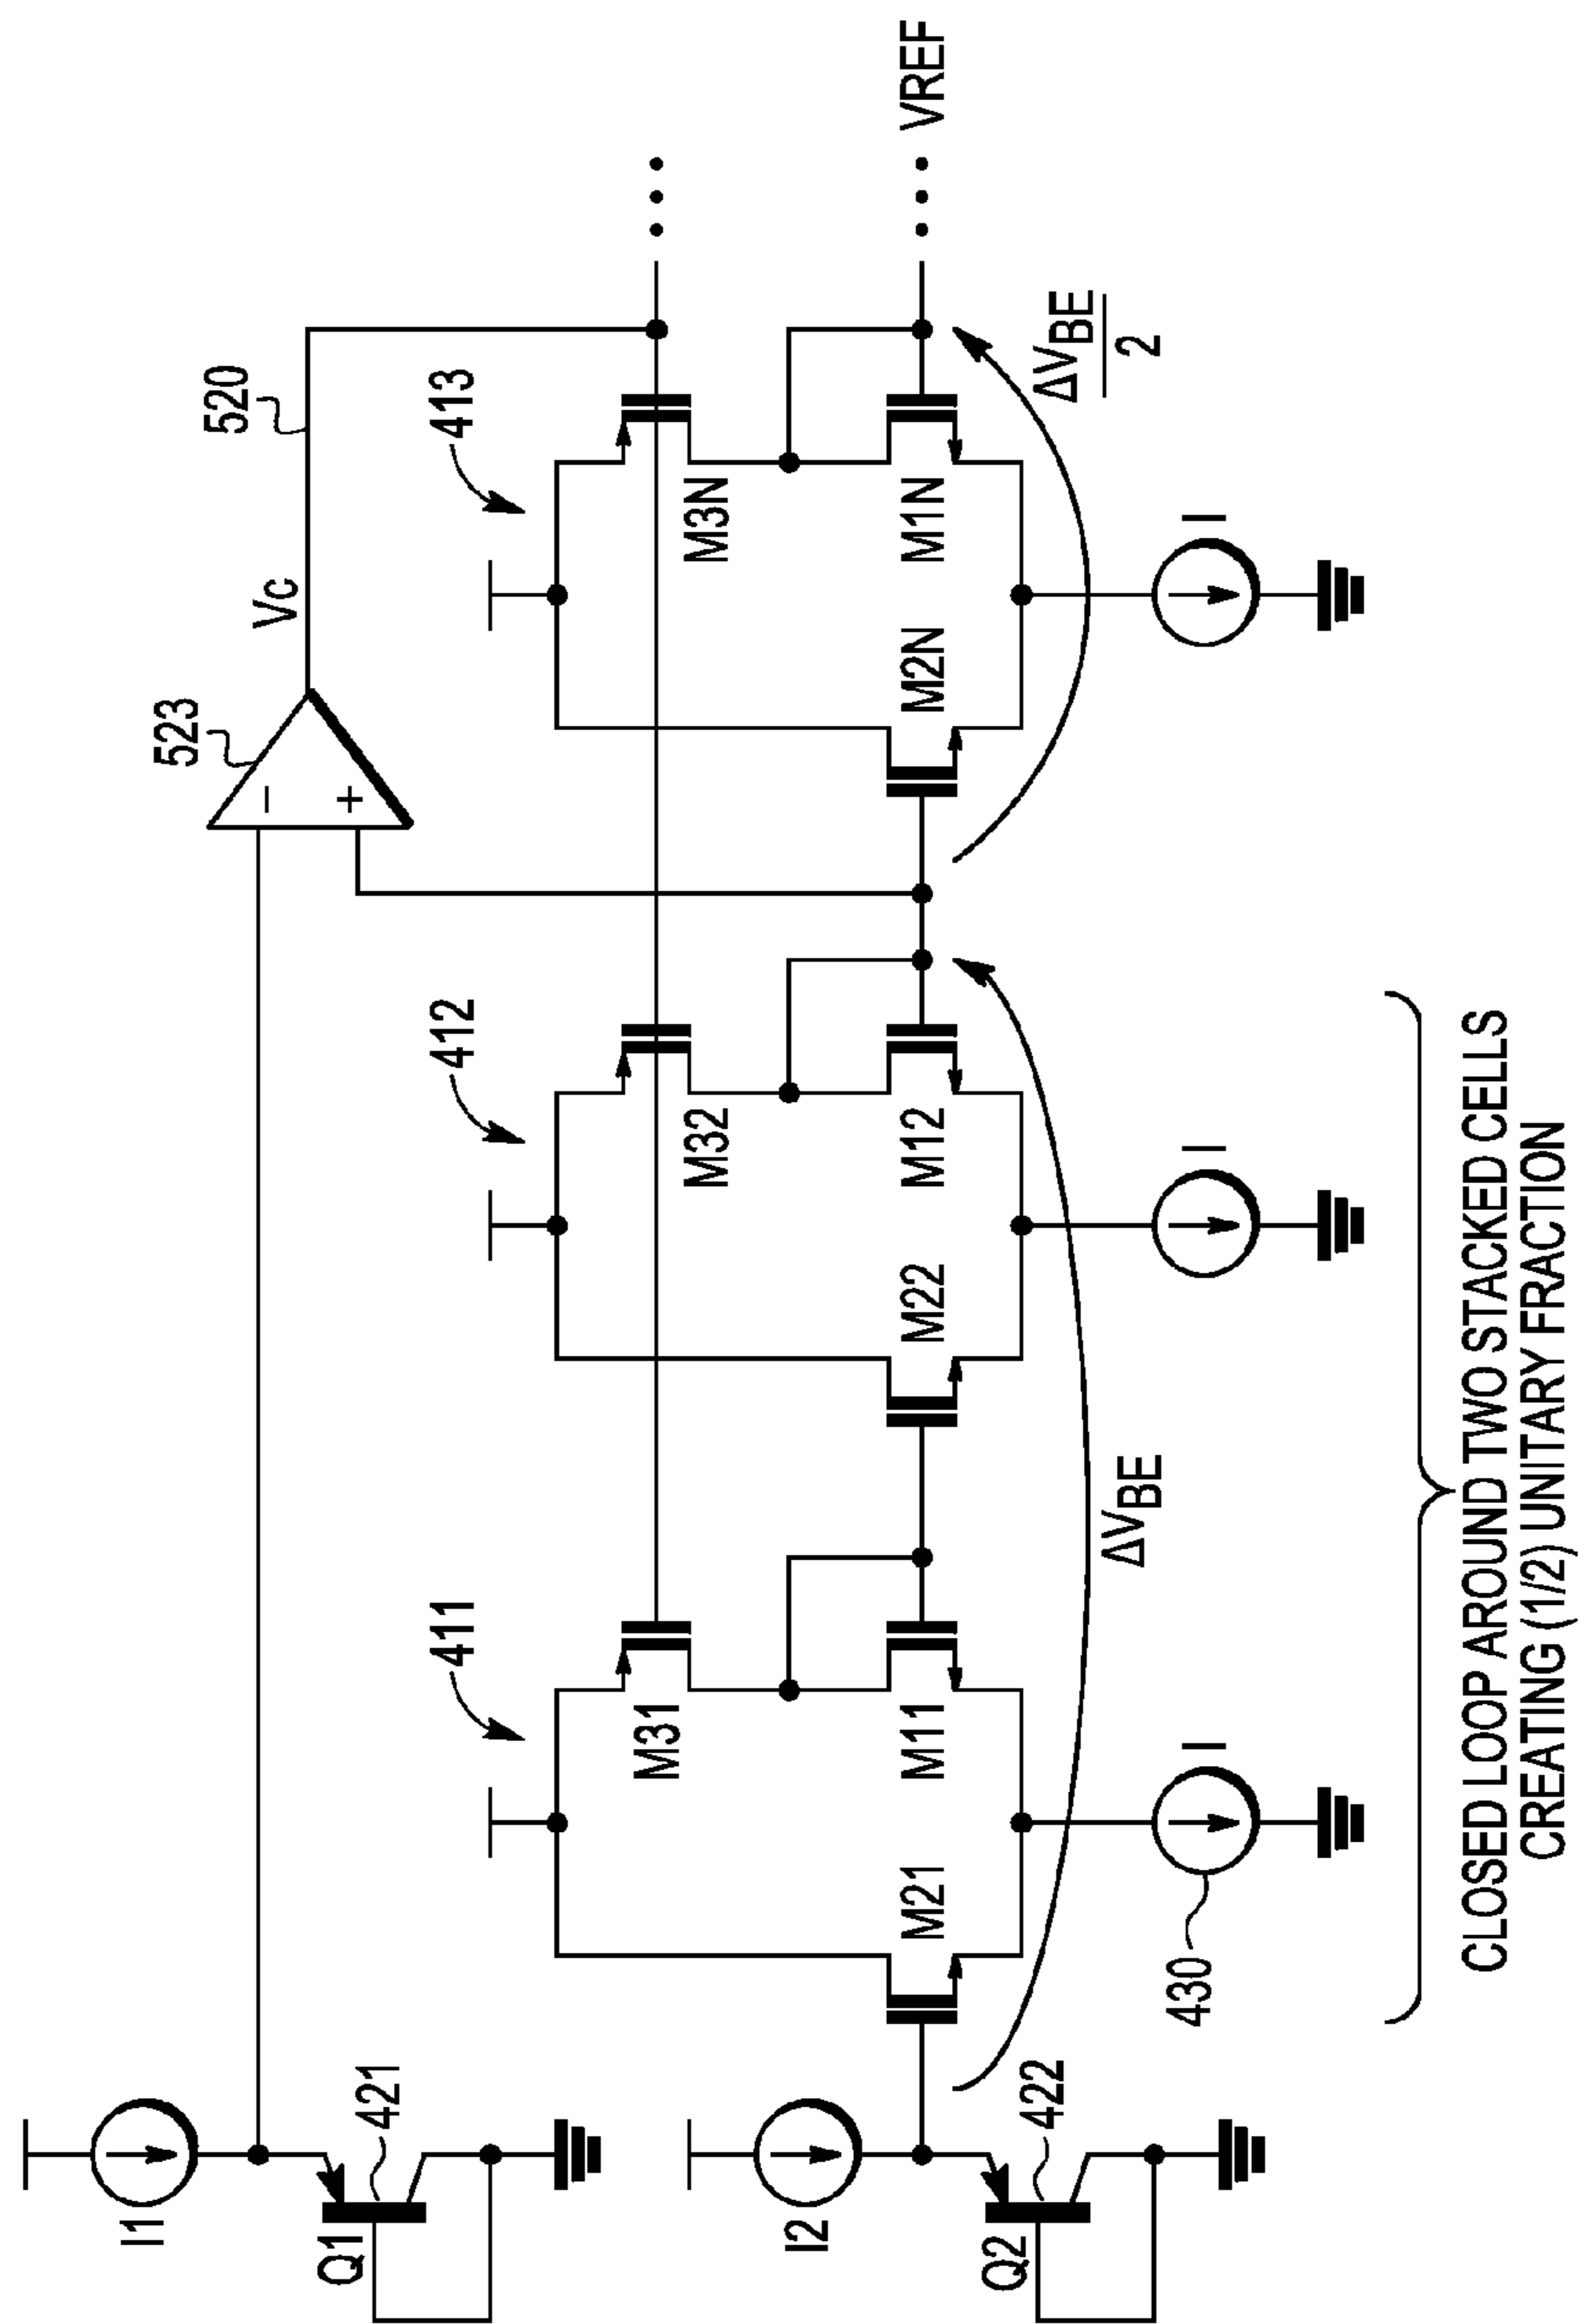 I1
Q1
421
I2
Q2
422
523
−
+
Vc
520
411
M31
M21
M11
430
I
412
M32
M22
M12
I
413
M3N
M2N
M1N
I
ΔVBE
ΔVBE
2
VREF
CLOSED LOOP AROUND TWO STACKED CELLS
CREATING (1/2) UNITARY FRACTION